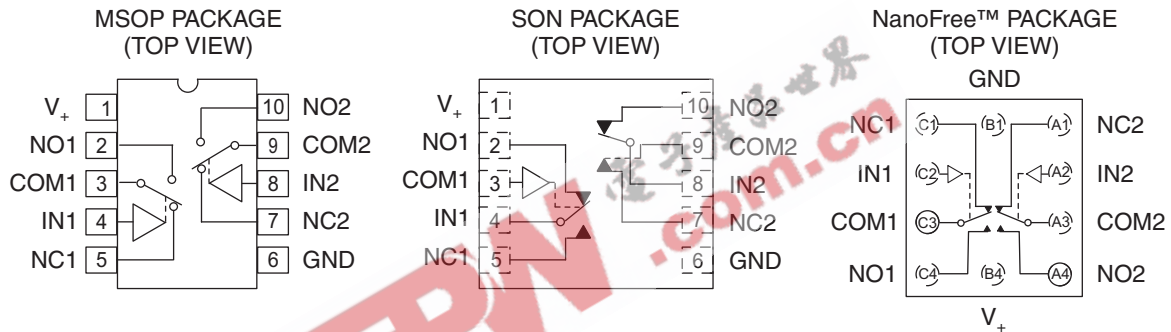 MSOP PACKAGE
(TOP VIEW)
V+ 1
NO1 2
COM1 3
IN1 4
NC1 5
10 NO2
9 COM2
8 IN2
7 NC2
6 GND
SON PACKAGE
(TOP VIEW)
V+ 1
NO1 2
COM1 3
IN1 4
NC1 5
10 NO2
9 COM2
8 IN2
7 NC2
6 GND
NanoFree™ PACKAGE
(TOP VIEW)
GND
NC1 C1 B1 A1 NC2
IN1 C2 A2 IN2
COM1 C3 A3 COM2
NO1 C4 B4 A4 NO2
V+
.com.cn